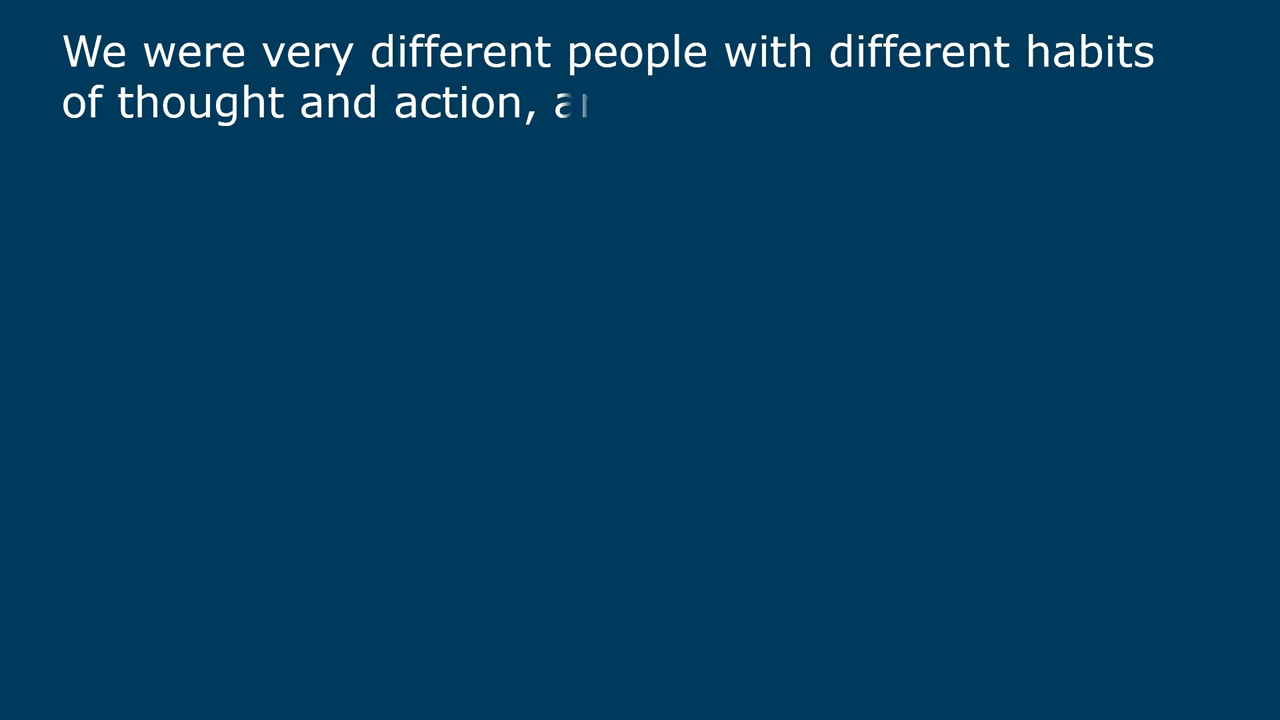 We were very different people with different habits
of thought and action,